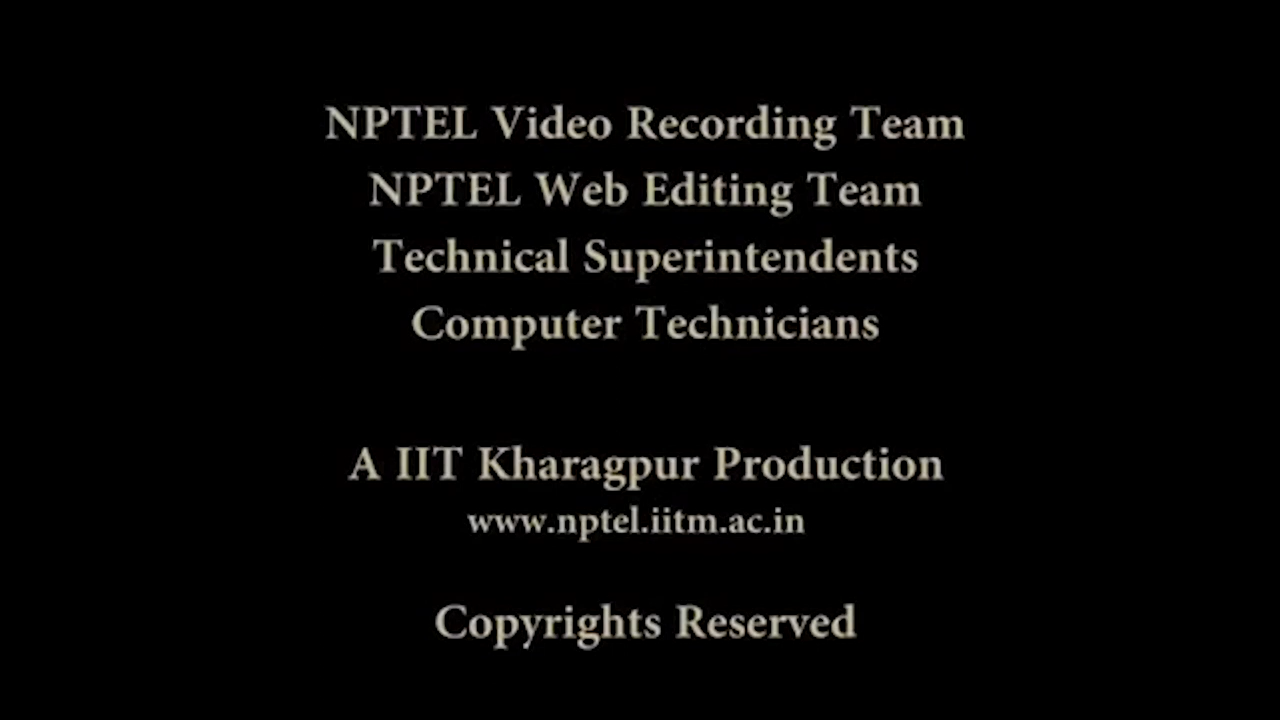 NPTEL Video Recording Team
NPTEL Web Editing Team
Technical Superintendents
Computer Technicians
A IIT Kharagpur Production
www.nptel.iitm.ac.in
Copyrights Reserved